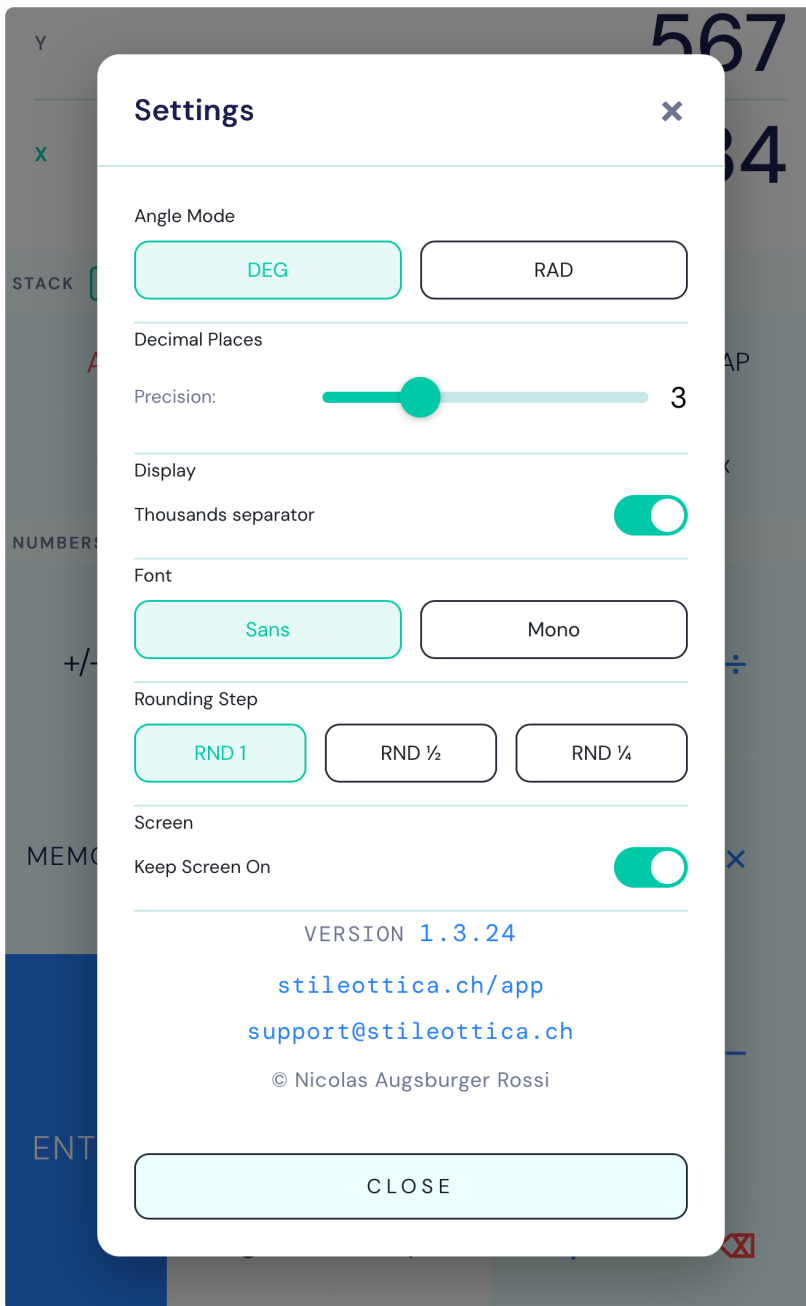 Y
567
Settings
X
34
Angle Mode
DEG RAD
STACK
Decimal Places
Precision: 3
Display
Thousands separator
NUMBERS
Font
Sans Mono
+/-
÷
Rounding Step
RND 1 RND ½ RND ¼
Screen
MEMO
×
Keep Screen On
VERSION 1.3.24
stileottica.ch/app
support@stileottica.ch
−
© Nicolas Augsburger Rossi
ENT
CLOSE